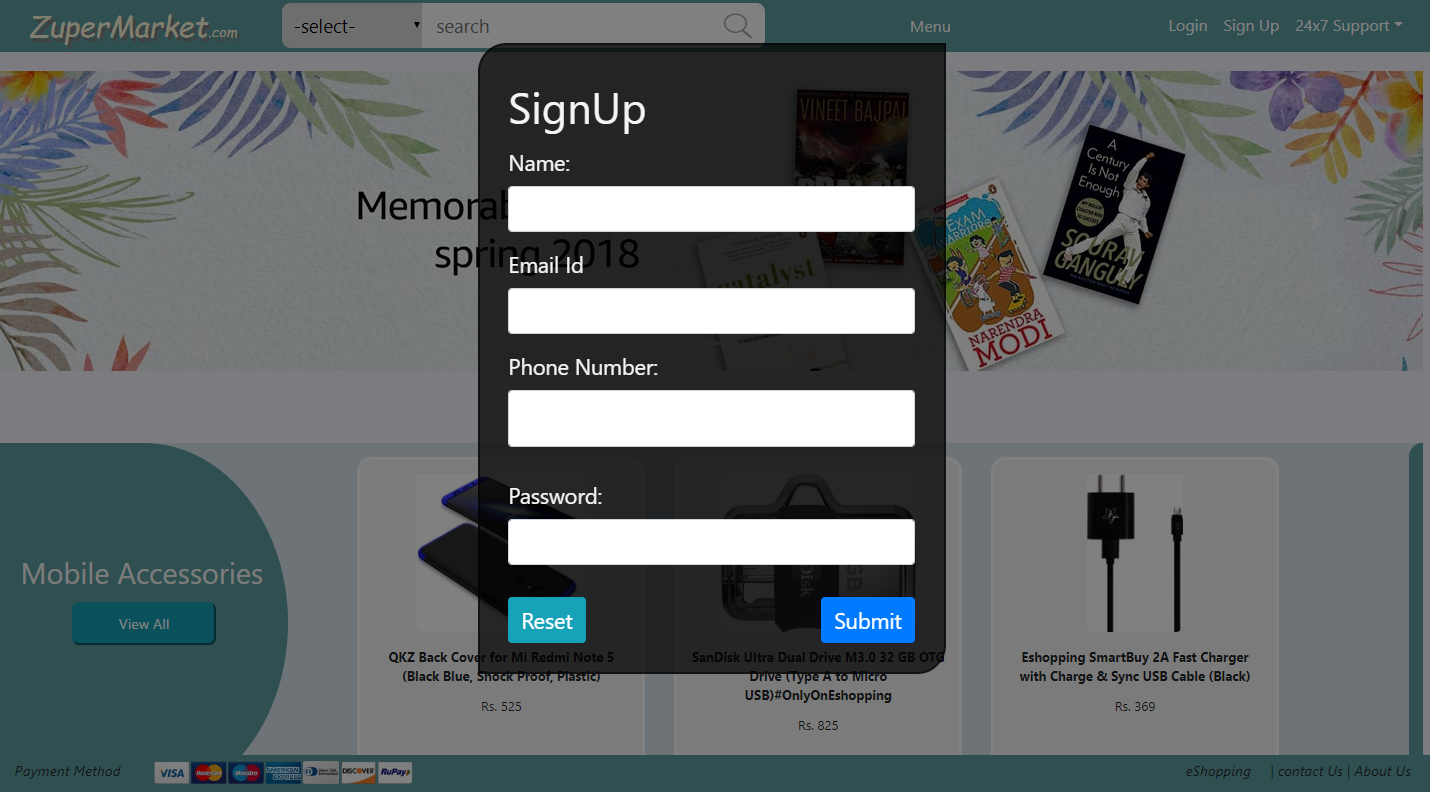 ZuperMarket.com
-select-
search
Menu
Login
Sign Up
24x7 Support
SignUp
Name:
Email Id
Phone Number:
Password:
Reset
Submit
spring 2018
VINEET BAJPAI
catalyst
EXAM
WARRIORS
NARENDRA
MODI
A
Century
Is Not
Enough
SOURAV
GANGULY
Mobile Accessories
View All
QKZ Back Cover for Mi Redmi Note 5
(Black Blue, Shock Proof, Plastic)
Rs. 525
SanDisk Ultra Dual Drive M3.0 32 GB OTG
Drive (Type A to Micro
USB)#OnlyOnEshopping
Rs. 825
Eshopping SmartBuy 2A Fast Charger
with Charge & Sync USB Cable (Black)
Rs. 369
Payment Method
VISA
MasterCard
Maestro
AMERICAN
EXPRESS
DISCOVER
RuPay
eShopping
| contact Us | About Us